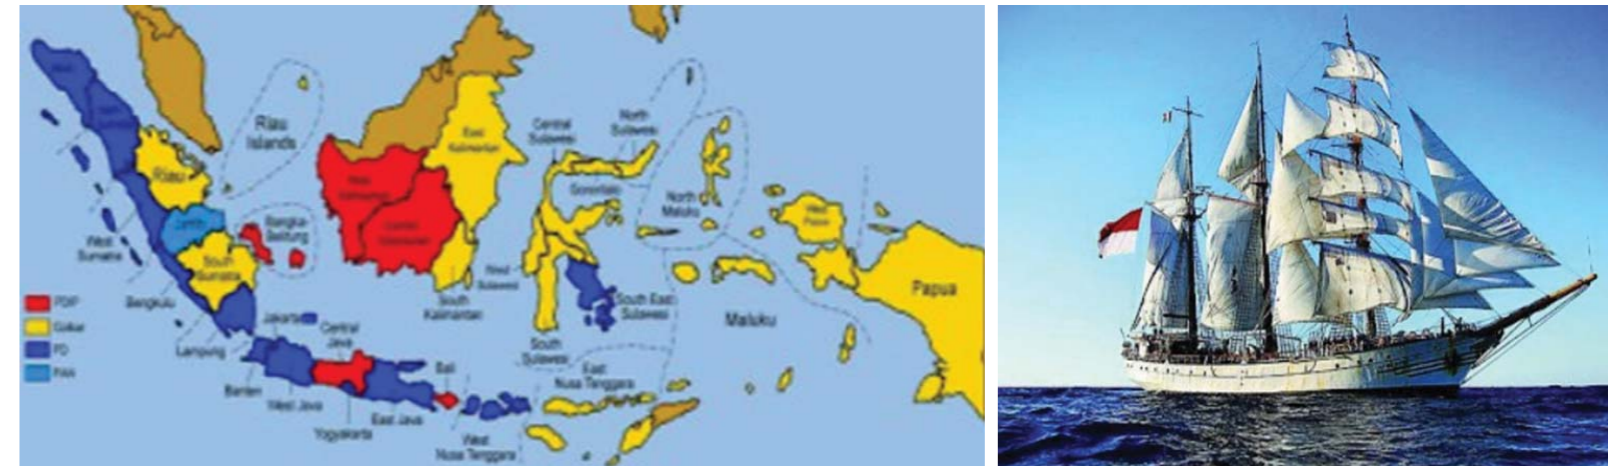 Riau
Islands
Riau
Bangka-
Belitung
South
Sumatra
West
Sumatra
Bengkulu
Lampung
Jakarta
Central
Java
Banten
West Java
Yogyakarta
East Java
Bali
West
Nusa Tenggara
East
Nusa Tenggara
East
Kalimantan
South
Kalimantan
Central
Sulawesi
North
Sulawesi
Gorontalo
West
Sulawesi
South East
Sulawesi
South
Sulawesi
North
Maluku
Maluku
Papua
PDIP
Golkar
PD
PAN